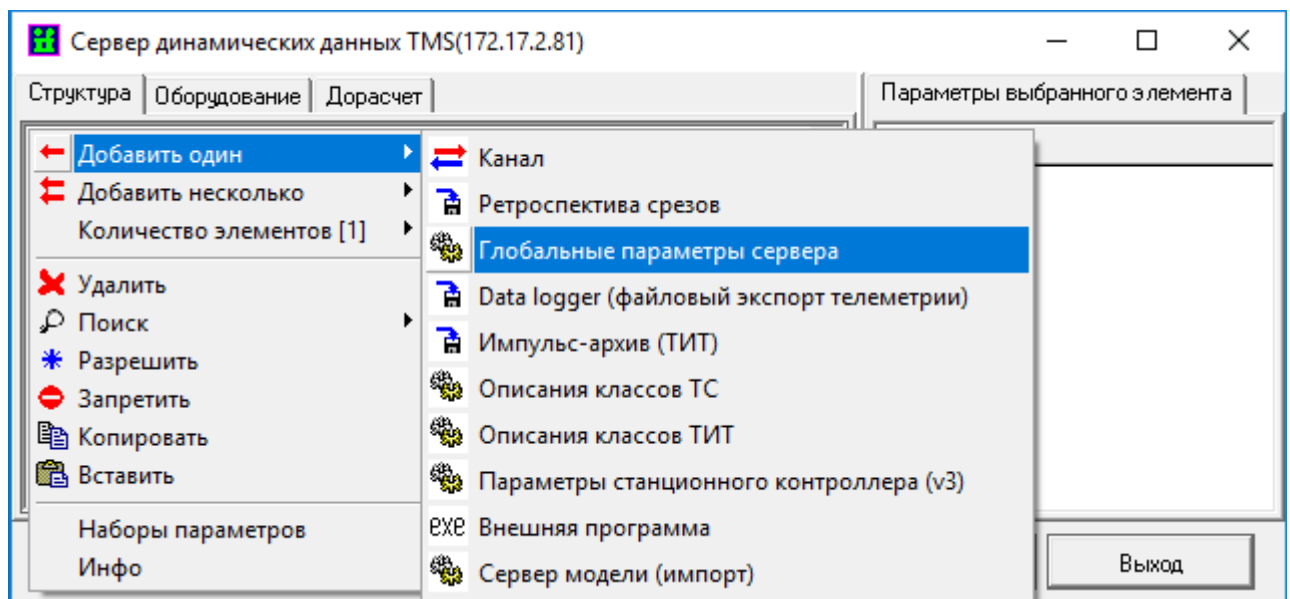 Сервер динамических данных TMS(172.17.2.81)
Структура
Оборудование
Дорасчет
Параметры выбранного элемента
Добавить один
Добавить несколько
Количество элементов [1]
Удалить
Поиск
Разрешить
Запретить
Копировать
Вставить
Наборы параметров
Инфо
Канал
Ретроспектива срезов
Глобальные параметры сервера
Data logger (файловый экспорт телеметрии)
Импульс-архив (ТИТ)
Описания классов ТС
Описания классов ТИТ
Параметры станционного контроллера (v3)
exe Внешняя программа
Сервер модели (импорт)
Выход